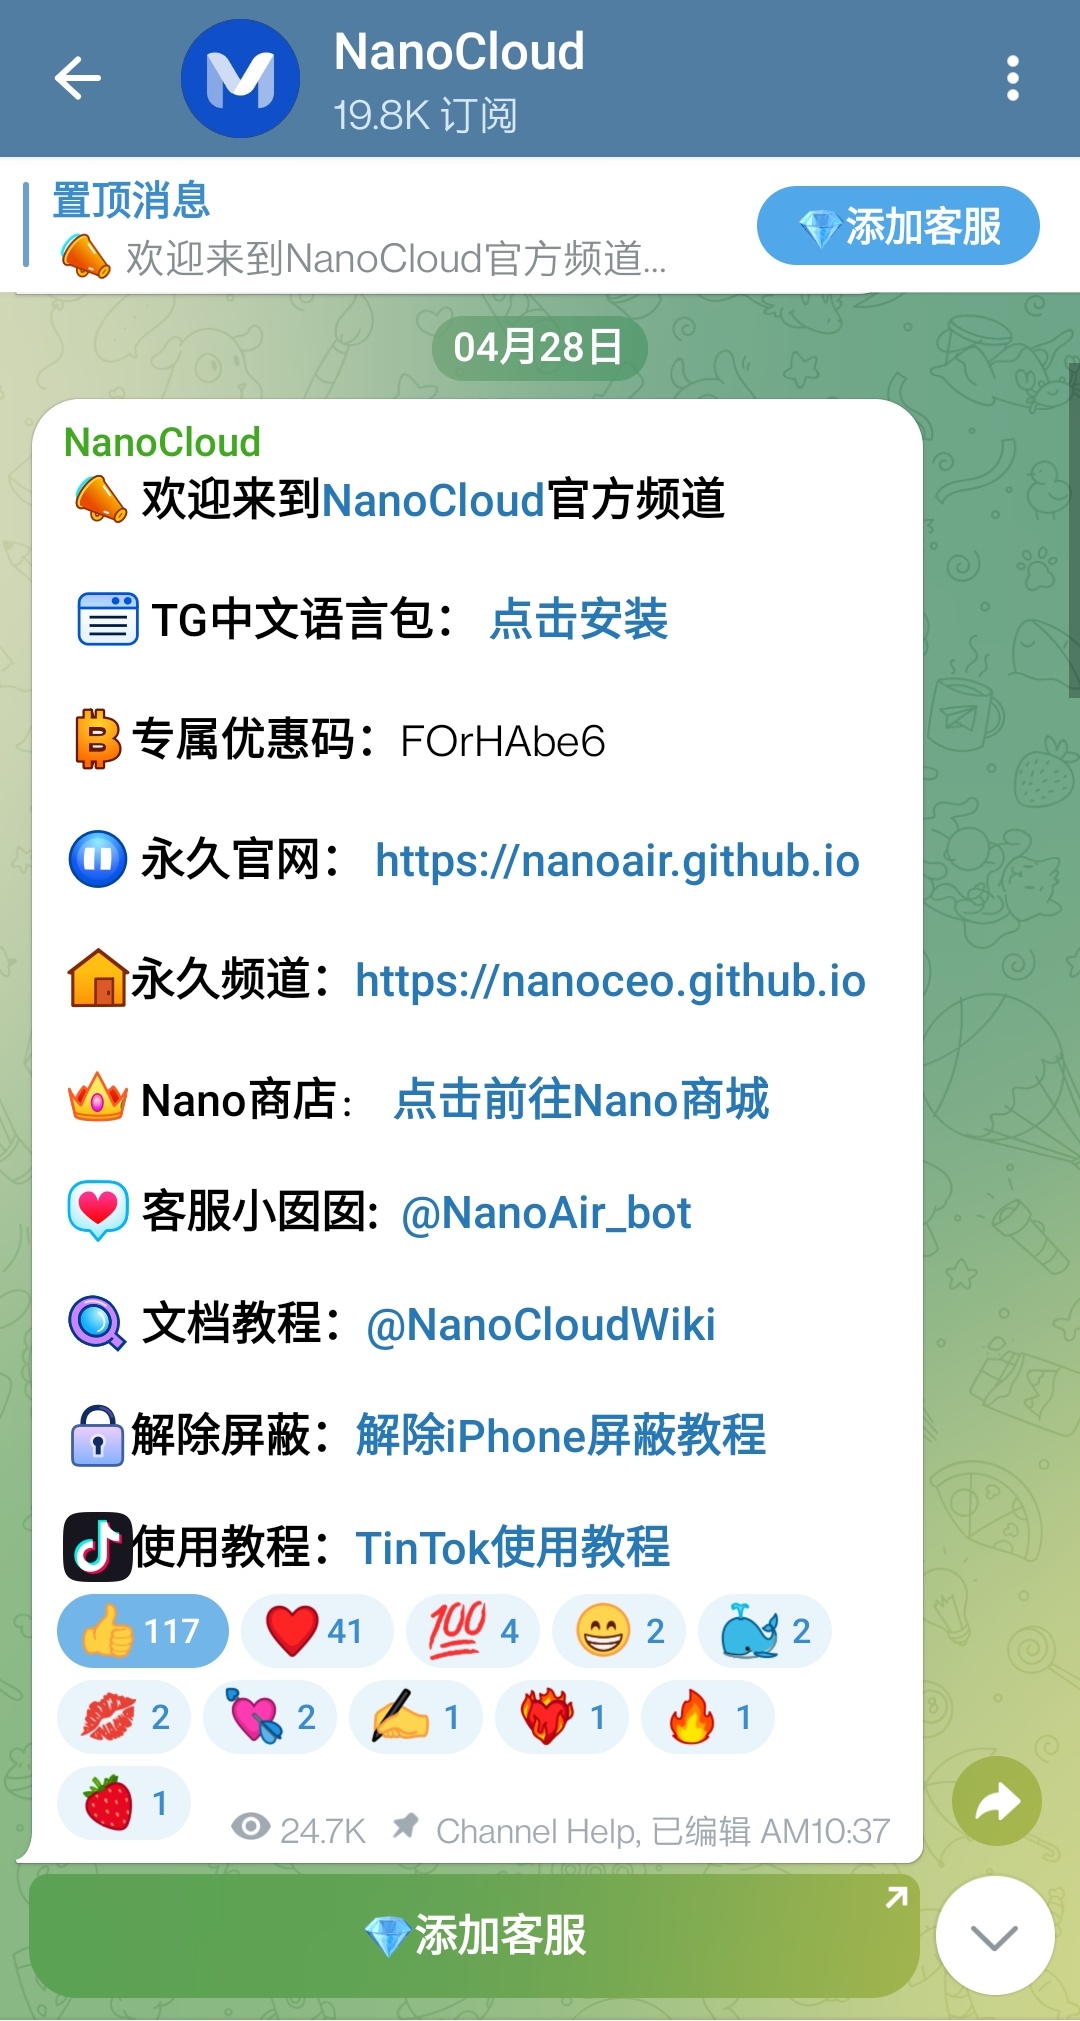 NanoCloud
19.8K 订阅
置顶消息
📣 欢迎来到NanoCloud官方频道...
💎添加客服
04月28日
NanoCloud
📣 欢迎来到NanoCloud官方频道
TG中文语言包： 点击安装
专属优惠码：FOrHAbe6
永久官网： https://nanoair.github.io
永久频道：https://nanoceo.github.io
Nano商店： 点击前往Nano商城
客服小囡囡: @NanoAir_bot
文档教程：@NanoCloudWiki
解除屏蔽：解除iPhone屏蔽教程
使用教程：TinTok使用教程
👍 117 ❤️ 41 💯 4 😁 2 🐳 2
💋 2 💘 2 ✍️ 1 ❤️‍🔥 1 🔥 1
🍓 1
24.7K Channel Help, 已编辑 AM10:37
💎添加客服